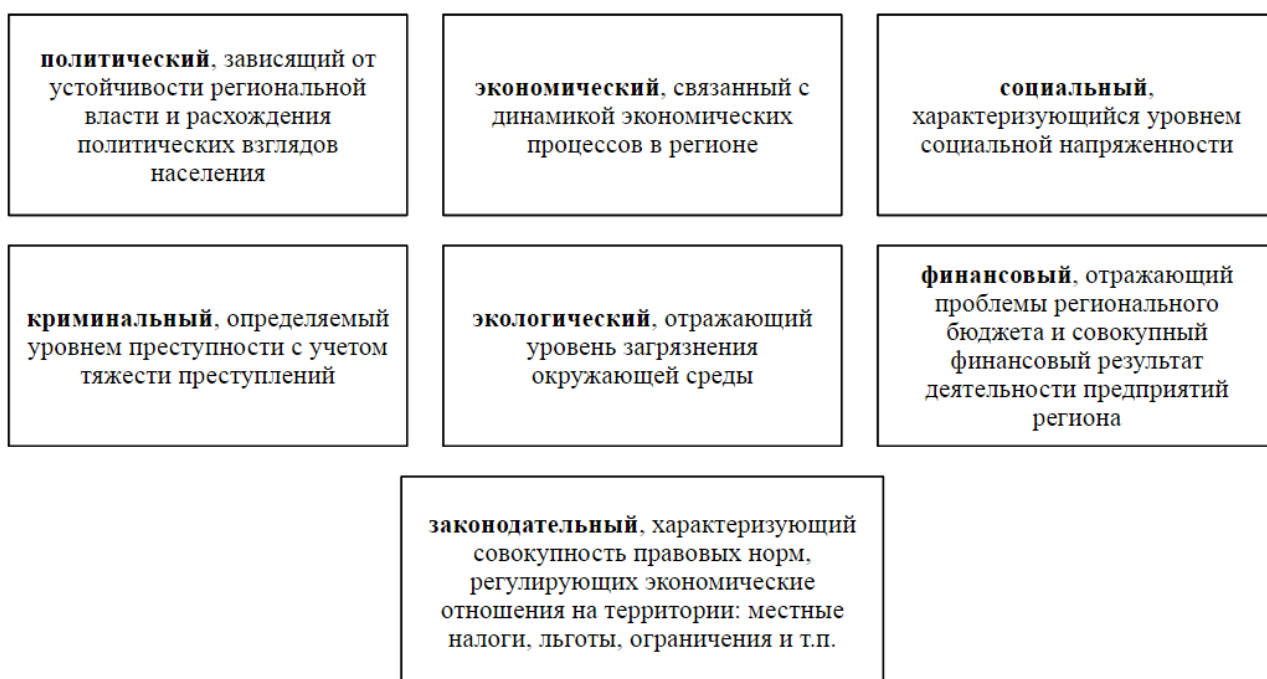 политический, зависящий от
устойчивости региональной
власти и расхождения
политических взглядов
населения
экономический, связанный с
динамикой экономических
процессов в регионе
социальный,
характеризующийся уровнем
социальной напряженности
криминальный, определяемый
уровнем преступности с учетом
тяжести преступлений
экологический, отражающий
уровень загрязнения
окружающей среды
финансовый, отражающий
проблемы регионального
бюджета и совокупный
финансовый результат
деятельности предприятий
региона
законодательный, характеризующий
совокупность правовых норм,
регулирующих экономические
отношения на территории: местные
налоги, льготы, ограничения и т.п.